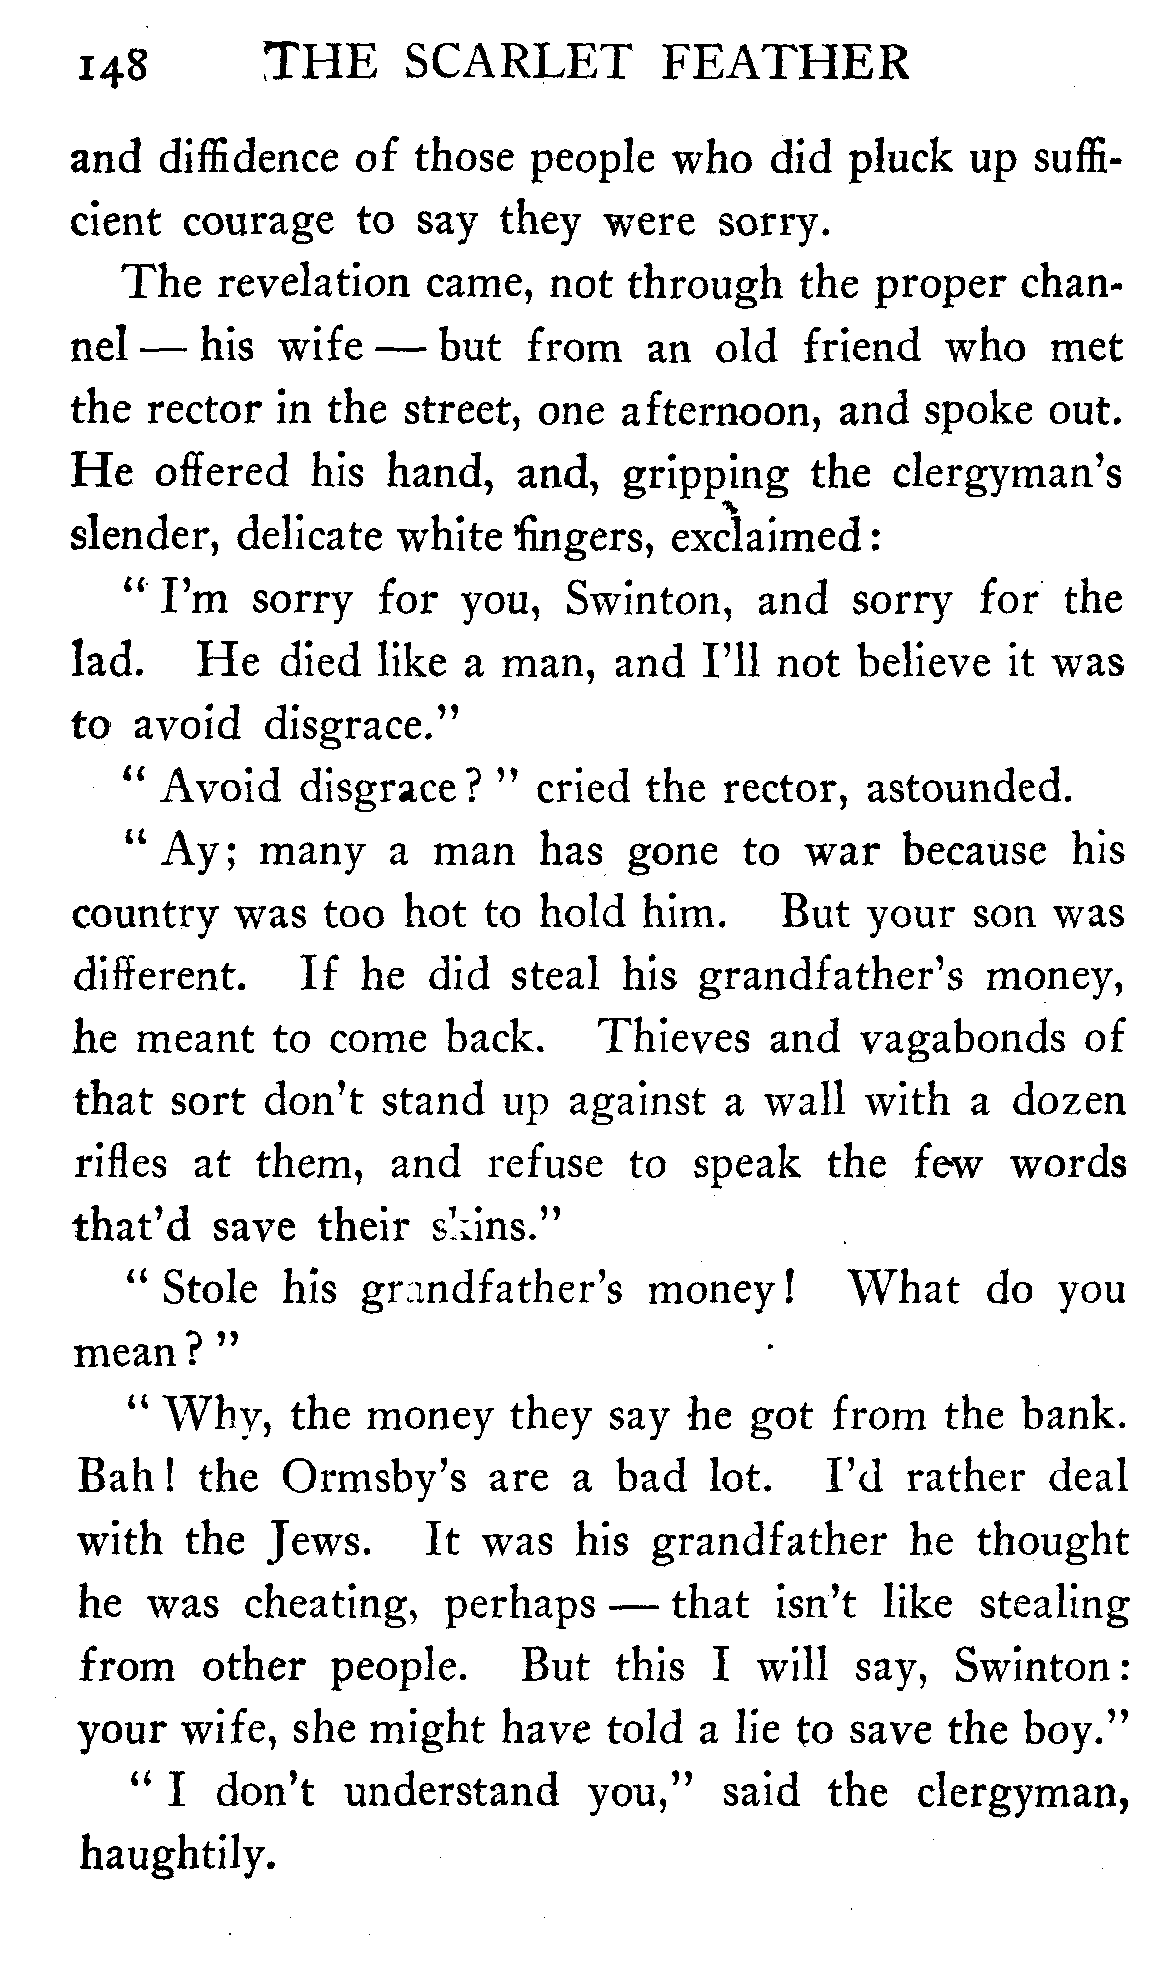 148 THE SCARLET FEATHER
and diffidence of those people who did pluck up suffi-
cient courage to say they were sorry.
The revelation came, not through the proper chan-
nel — his wife — but from an old friend who met
the rector in the street, one afternoon, and spoke out.
He offered his hand, and, gripping the clergyman's
slender, delicate white fingers, exclaimed:
"I'm sorry for you, Swinton, and sorry for the
lad. He died like a man, and I'll not believe it was
to avoid disgrace."
"Avoid disgrace?" cried the rector, astounded.
"Ay; many a man has gone to war because his
country was too hot to hold him. But your son was
different. If he did steal his grandfather's money,
he meant to come back. Thieves and vagabonds of
that sort don't stand up against a wall with a dozen
rifles at them, and refuse to speak the few words
that'd save their skins."
"Stole his grandfather's money! What do you
mean?"
"Why, the money they say he got from the bank.
Bah! the Ormsby's are a bad lot. I'd rather deal
with the Jews. It was his grandfather he thought
he was cheating, perhaps — that isn't like stealing
from other people. But this I will say, Swinton:
your wife, she might have told a lie to save the boy."
"I don't understand you," said the clergyman,
haughtily.